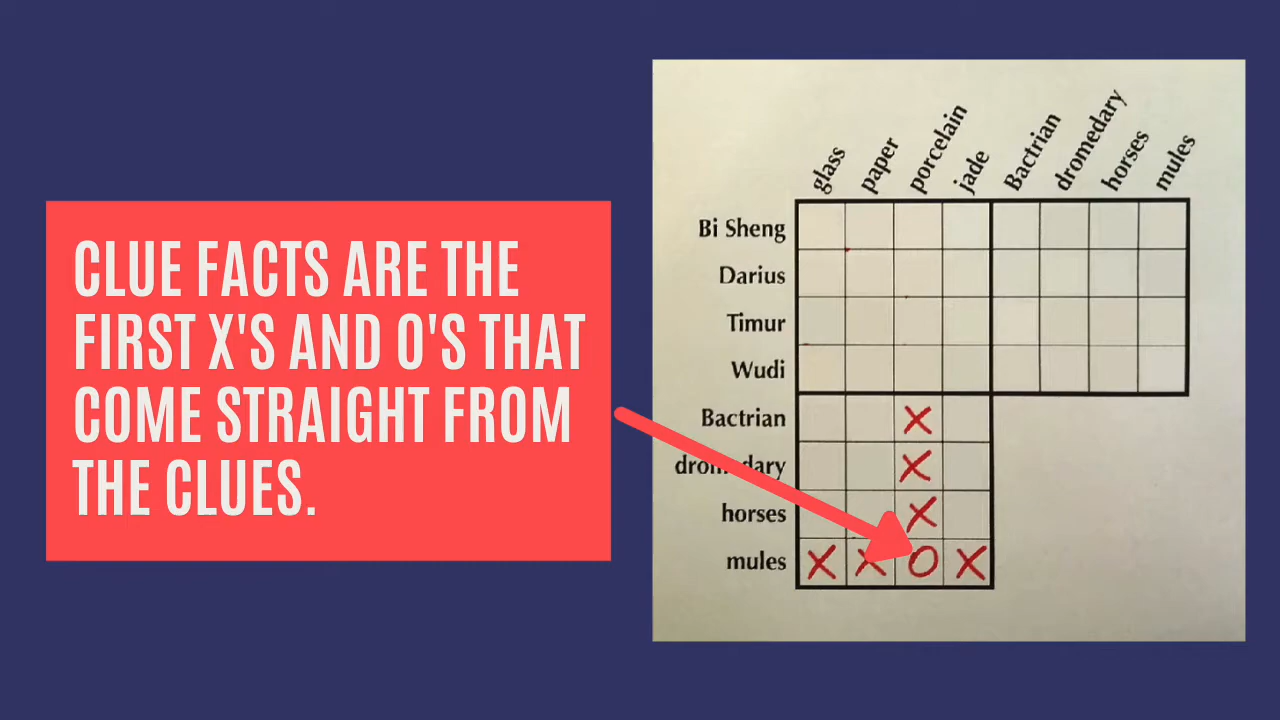 CLUE FACTS ARE THE
FIRST X'S AND O'S THAT
COME STRAIGHT FROM
THE CLUES.
glass paper porcelain jade Bactrian dromedary horses mules
Bi Sheng
Darius
Timur
Wudi
Bactrian X
dromedary X
horses X
mules X X O X